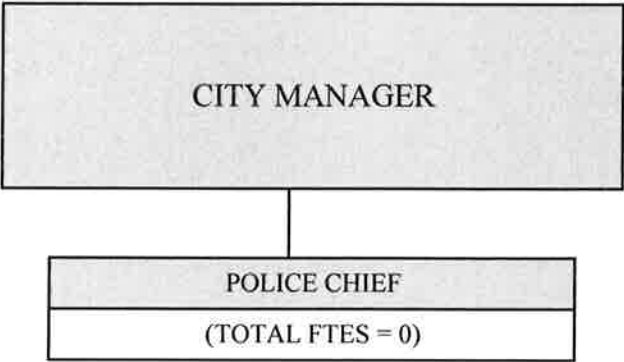 CITY MANAGER
POLICE CHIEF
(TOTAL FTES = 0)